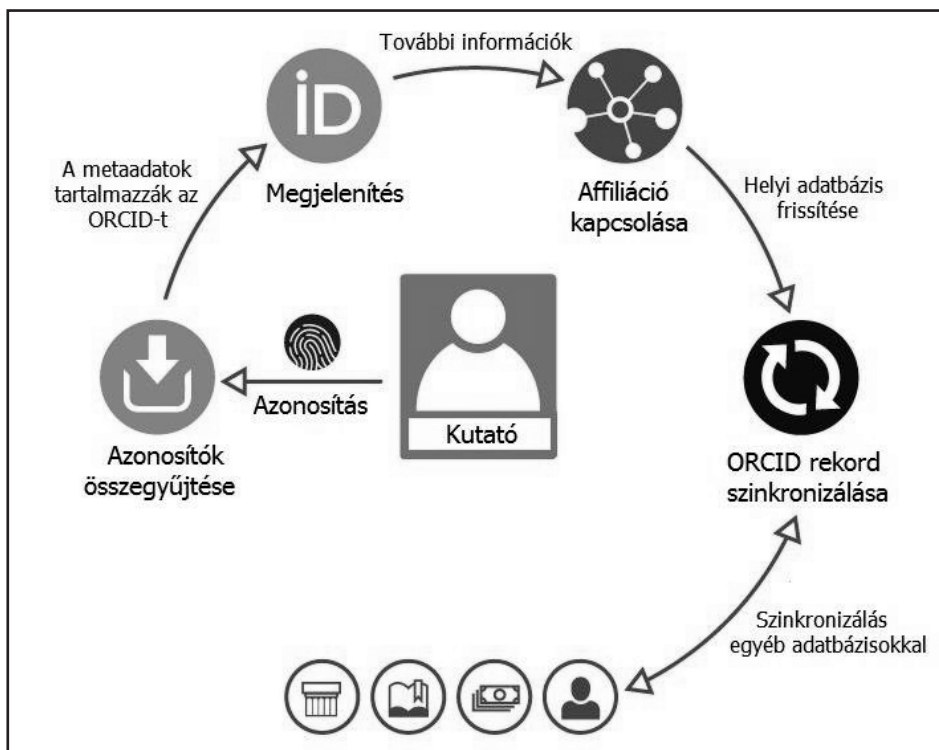 További információk
iD
A metaadatok
tartalmazzák az
ORCID-t
Megjelenítés
Affiliáció
kapcsolása
Helyi adatbázis
frissítése
Azonosítás
Kutató
Azonosítók
összegyűjtése
ORCID rekord
szinkronizálása
Szinkronizálás
egyéb adatbázisokkal